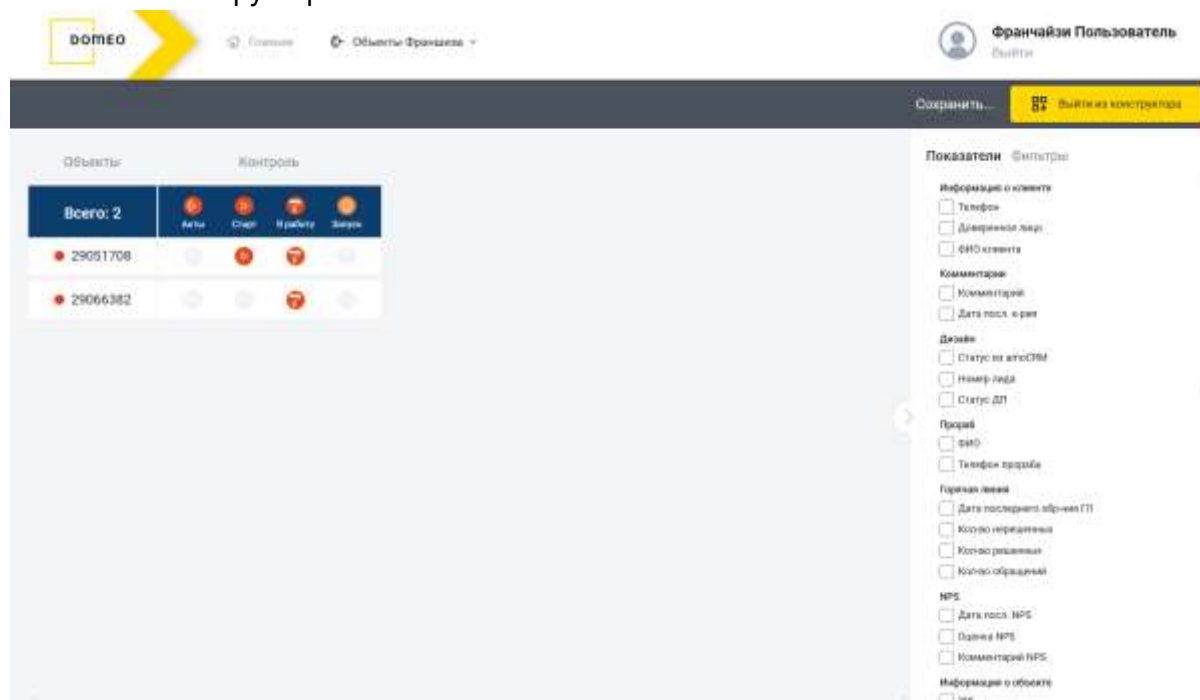 DOMEO
Главная
Объекты Франшиза
Франчайзи Пользователь
Выйти
Сохранить...
Выйти из конструктора
Объекты
Контроль
Показатели Фильтры
Всего: 2
Акты Старт В работу Запуск
29051708
29066382
Информация о клиенте
Телефон
Доверенное лицо
ФИО клиента
Комментарии
Комментарий
Дата посл. к-рия
Дизайн
Статус из amoCRM
Номер лида
Статус ДП
Прораб
ФИО
Телефон прораба
Горячая линия
Дата последнего обр-ния ГЛ
Кол-во нерешенных
Кол-во решенных
Кол-во обращений
NPS
Дата посл. NPS
Оценка NPS
Комментарий NPS
Информация о объекте